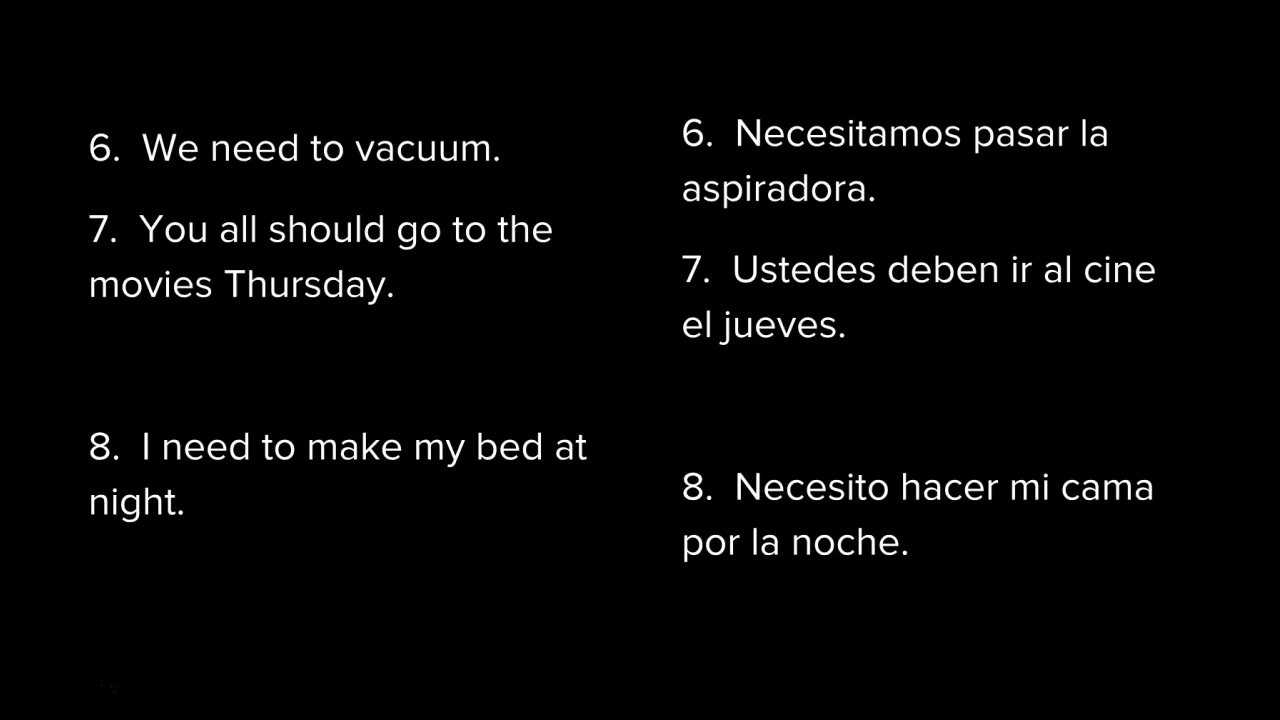 6. We need to vacuum.
7. You all should go to the
movies Thursday.
8. I need to make my bed at
night.
6. Necesitamos pasar la
aspiradora.
7. Ustedes deben ir al cine
el jueves.
8. Necesito hacer mi cama
por la noche.